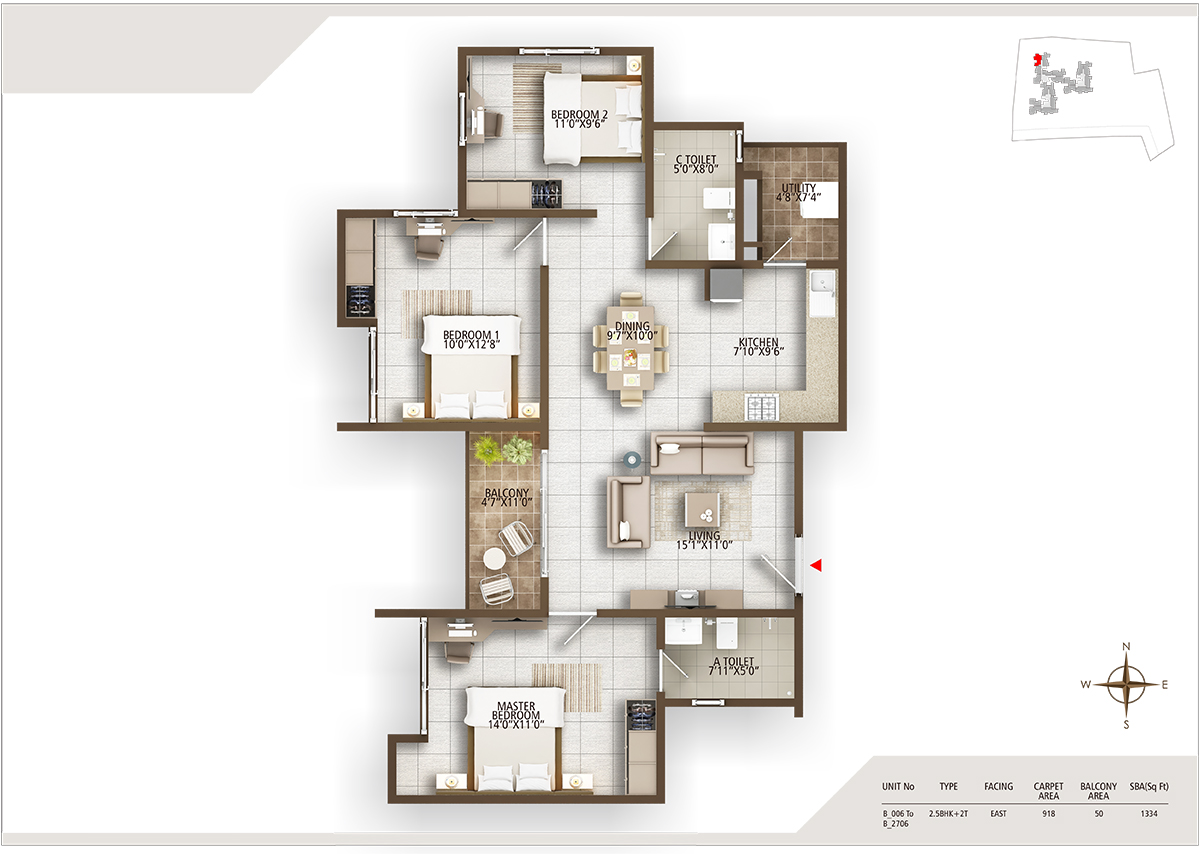 BEDROOM 2
11'0"X9'6"
C TOILET
5'0"X8'0"
UTILITY
4'8"X7'4"
BEDROOM 1
10'0"X12'8"
DINING
9'7"X10'0"
KITCHEN
7'10"X9'6"
BALCONY
4'7"X11'0"
LIVING
15'1"X11'0"
A TOILET
7'11"X5'0"
MASTER
BEDROOM
14'0"X11'0"
N
W E
S
UNIT No TYPE FACING CARPET AREA BALCONY AREA SBA(Sq Ft)
B_006 To B_2706 2.5BHK+2T EAST 918 50 1334